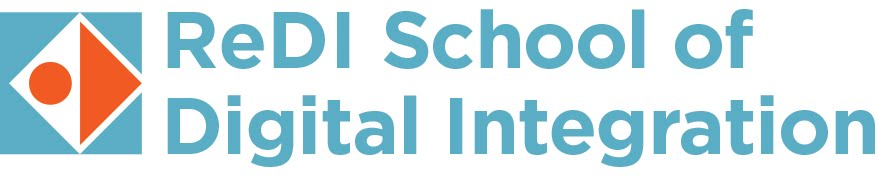 ReDI School of
Digital Integration